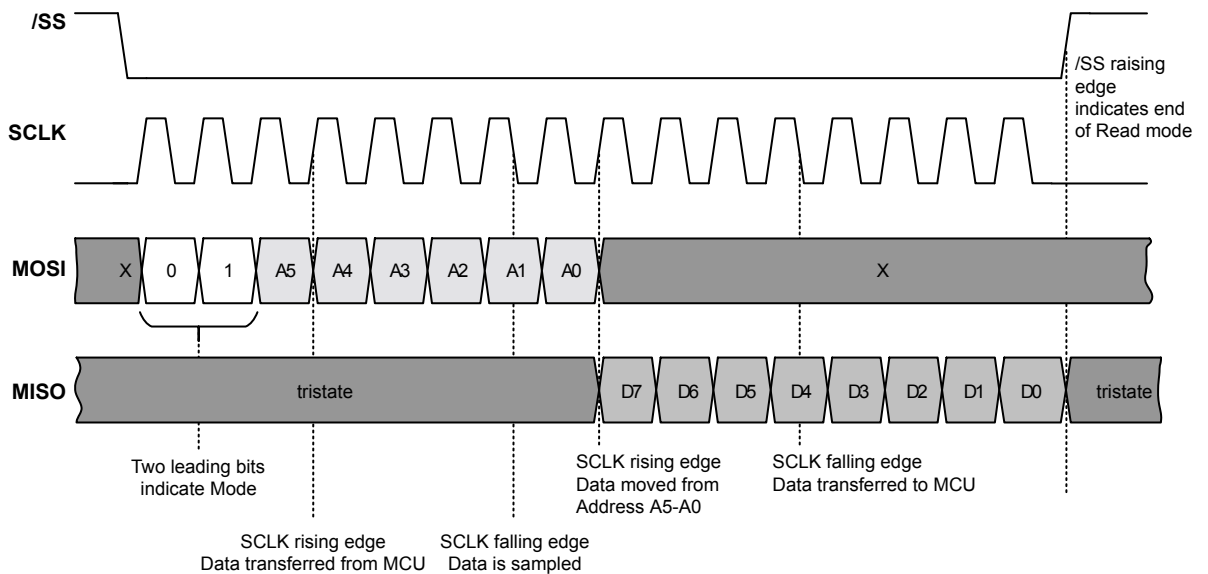 /SS
/SS raising
edge
indicates end
of Read mode
SCLK
MOSI
X 0 1 A5 A4 A3 A2 A1 A0 X
MISO
tristate D7 D6 D5 D4 D3 D2 D1 D0 tristate
Two leading bits
indicate Mode
SCLK rising edge
Data moved from
Address A5-A0
SCLK falling edge
Data transferred to MCU
SCLK rising edge
Data transferred from MCU
SCLK falling edge
Data is sampled